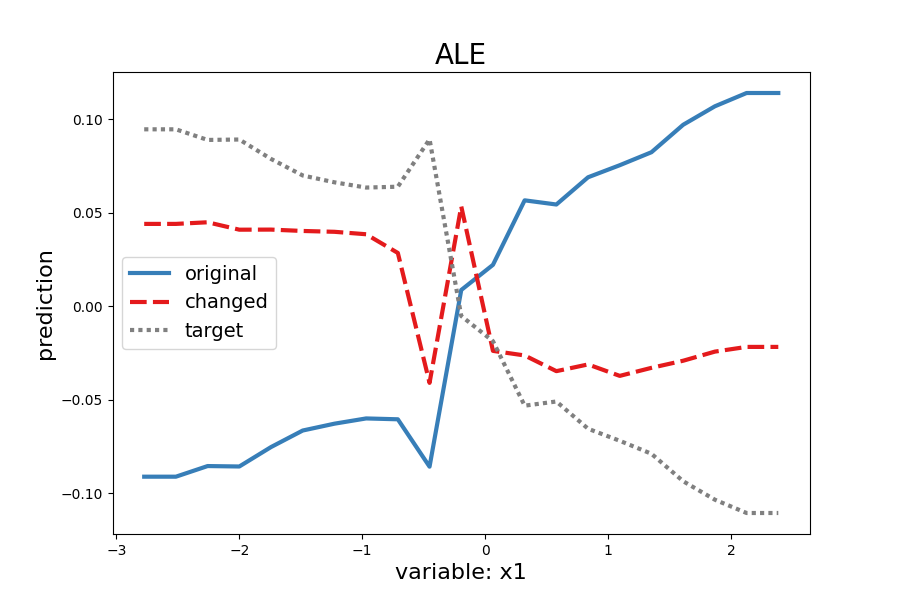 ALE
prediction
0.10
0.05
0.00
−0.05
−0.10
original
changed
target
−3
−2
−1
0
1
2
variable: x1